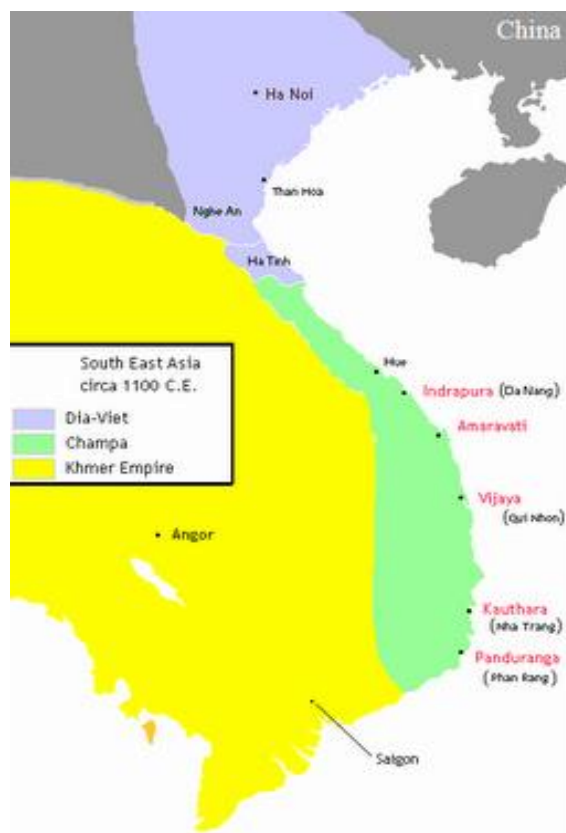 China
Ha Noi
Than Hoa
Nghe An
Ha Tinh
South East Asia
circa 1100 C.E.
Dia-Viet
Champa
Khmer Empire
Hue
Indrapura (Da Nang)
Amaravati
Vijaya
(Qui Nhon)
Angor
Kauthara
(Nha Trang)
Panduranga
(Phan Rang)
Saigon